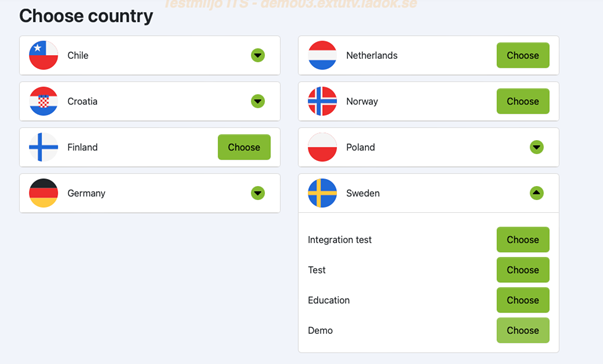 Testmiljö ITS - demo03.extutv.ladok.se
Choose country
Chile
Croatia
Finland Choose
Germany
Netherlands Choose
Norway Choose
Poland
Sweden
Integration test Choose
Test Choose
Education Choose
Demo Choose